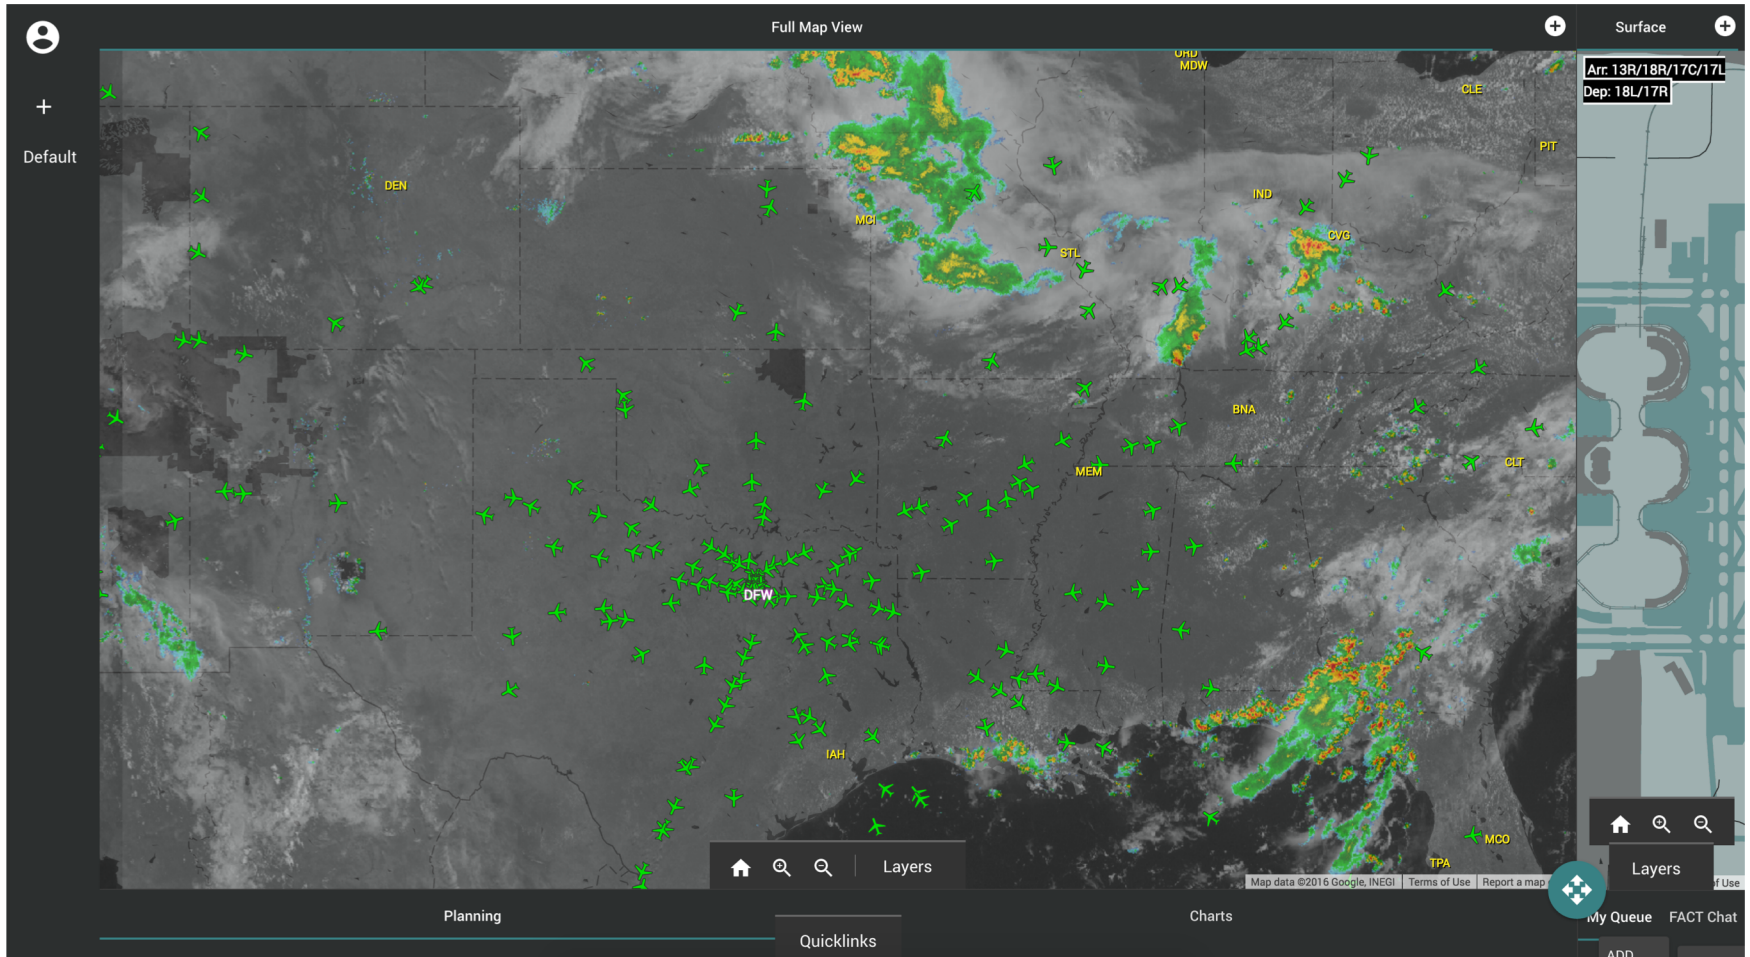 Full Map View
Surface
Default
Arr: 13R/18R/17C/17L
Dep: 18L/17R
ORD
MDW
CLE
PIT
DEN
IND
MCI
CVG
STL
BNA
CLT
MEM
DFW
IAH
MCO
TPA
Layers
Layers
Map data ©2016 Google, INEGI
Terms of Use
Report a map
of Use
Planning
Charts
My Queue
FACT Chat
Quicklinks
ADD